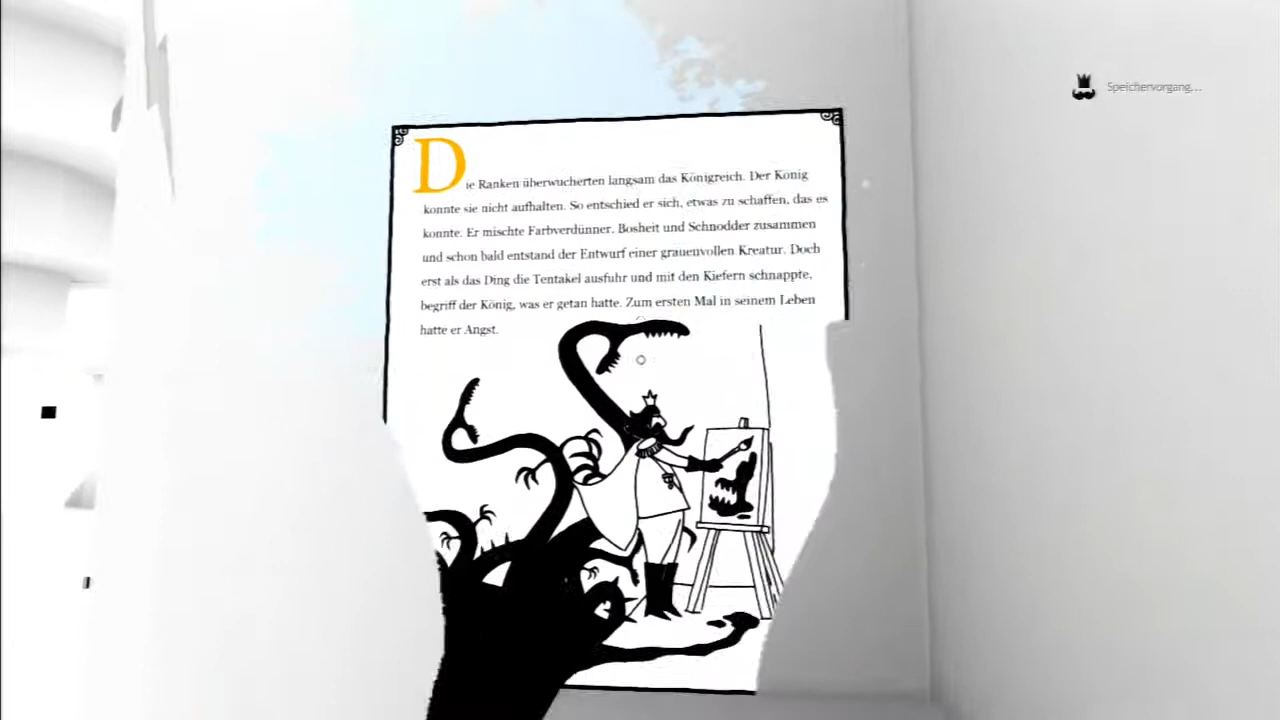 Die Ranken überwucherten langsam das Königreich. Der König
konnte sie nicht aufhalten. So entschied er sich, etwas zu schaffen, das es
konnte. Er mischte Farbverdünner, Bosheit und Schnodder zusammen
und schon bald entstand der Entwurf einer grauenvollen Kreatur. Doch
erst als das Ding die Tentakel ausfuhr und mit den Kiefern schnappte,
begriff der König, was er getan hatte. Zum ersten Mal in seinem Leben
hatte er Angst.
Speichervorgang...